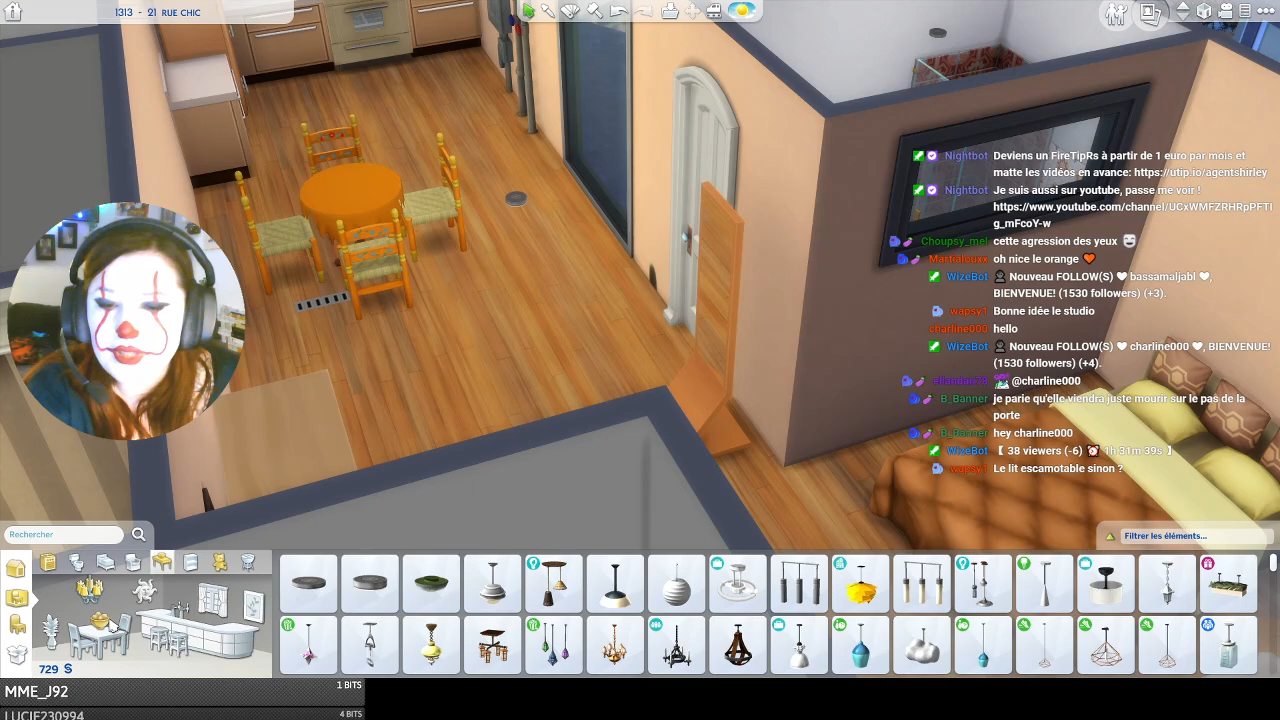 1313 - 21 RUE CHIC
Nightbot Deviens un FireTipRs à partir de 1 euro par mois et
matte les vidéos en avance: https://utip.io/agentshirley
Nightbot Je suis aussi sur youtube, passe me voir !
https://www.youtube.com/channel/UCxWMFZRHRpPFTI
g_mFcoY-w
Choupsy_mel cette agression des yeux
Martialouxx oh nice le orange
WizeBot Nouveau FOLLOW(S) ♥ bassamaljabl ♥,
BIENVENUE! (1530 followers) (+3).
wapsy1 Bonne idée le studio
charline000 hello
WizeBot Nouveau FOLLOW(S) ♥ charline000 ♥, BIENVENUE!
(1530 followers) (+4).
@charline000
B_Banner je parie qu'elle viendra juste mourir sur le pas de la
porte
B_Banner hey charline000
WizeBot 【 38 viewers (-6) ⏰ 1h 31m 39s 】
wapsy1 Le lit escamotable sinon ?
Rechercher
Filtrer les éléments...
729 §
MME_J92 1 BITS
LUCIE230994 4 BITS